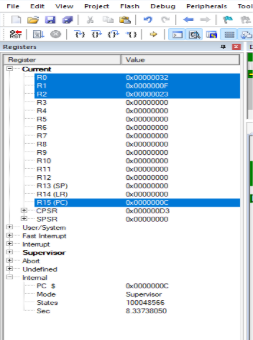 File Edit View Project Flash Debug Peripherals Tool
Registers
Register Value
Current
R0 0x00000032
R1 0x0000000F
R2 0x00000023
R3 0x00000000
R4 0x00000000
R5 0x00000000
R6 0x00000000
R7 0x00000000
R8 0x00000000
R9 0x00000000
R10 0x00000000
R11 0x00000000
R12 0x00000000
R13 (SP) 0x00000000
R14 (LR) 0x00000000
R15 (PC) 0x0000000C
CPSR 0x000000D3
SPSR 0x00000000
User/System
Fast Interrupt
Interrupt
Supervisor
Abort
Undefined
Internal
PC $ 0x0000000C
Mode Supervisor
States 100048566
Sec 8.33738050